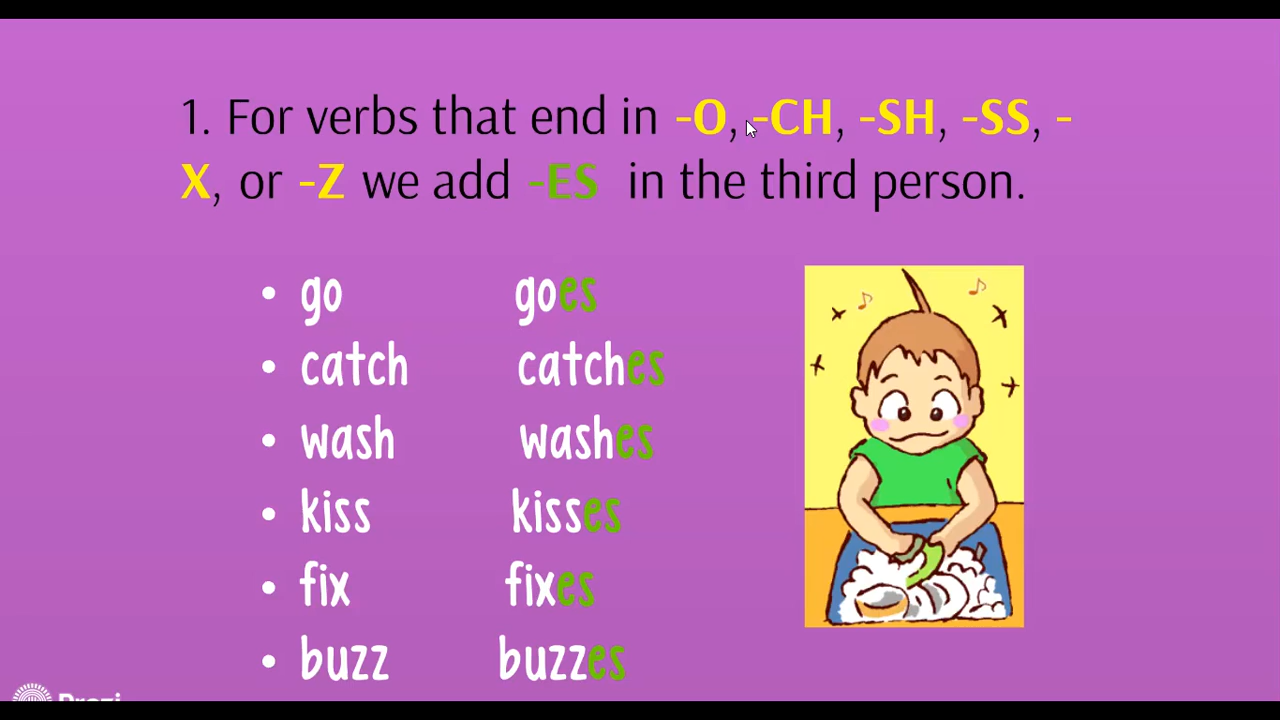 1. For verbs that end in -O, -CH, -SH, -SS, -
X, or -Z we add -ES in the third person.
• go goes
• catch catches
• wash washes
• kiss kisses
• fix fixes
• buzz buzzes
Prezi